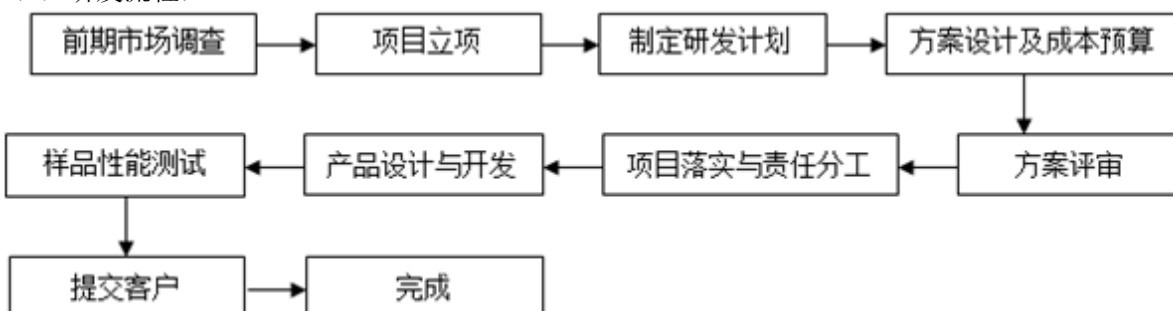 前期市场调查
项目立项
制定研发计划
方案设计及成本预算
方案评审
项目落实与责任分工
产品设计与开发
样品性能测试
提交客户
完成